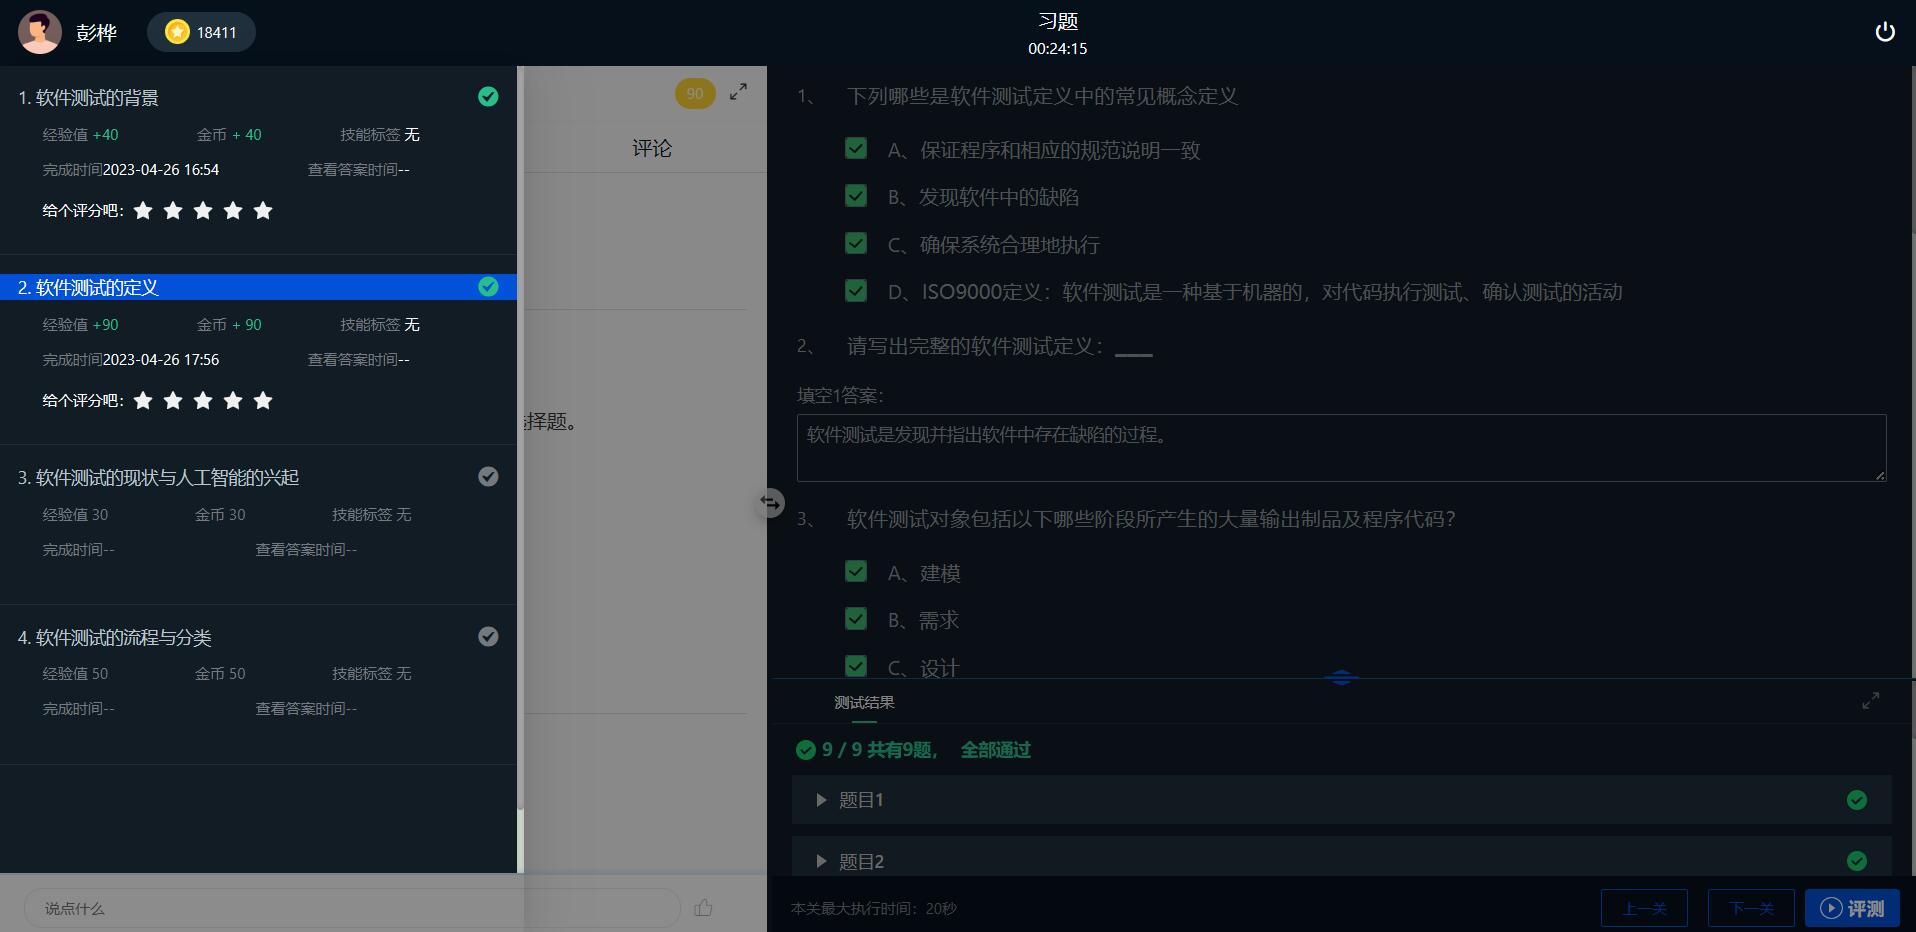 彭桦
18411
习题
00:24:15
1. 软件测试的背景
经验值 +40 金币 + 40 技能标签 无
完成时间2023-04-26 16:54 查看答案时间--
给个评分吧：
2. 软件测试的定义
经验值 +90 金币 + 90 技能标签 无
完成时间2023-04-26 17:56 查看答案时间--
给个评分吧：
3. 软件测试的现状与人工智能的兴起
经验值 30 金币 30 技能标签 无
完成时间-- 查看答案时间--
4. 软件测试的流程与分类
经验值 50 金币 50 技能标签 无
完成时间-- 查看答案时间--
90
评论
择题。
说点什么
1、 下列哪些是软件测试定义中的常见概念定义
A、保证程序和相应的规范说明一致
B、发现软件中的缺陷
C、确保系统合理地执行
D、ISO9000定义：软件测试是一种基于机器的，对代码执行测试、确认测试的活动
2、 请写出完整的软件测试定义：___
填空1答案：
软件测试是发现并指出软件中存在缺陷的过程。
3、 软件测试对象包括以下哪些阶段所产生的大量输出制品及程序代码？
A、建模
B、需求
C、设计
测试结果
9 / 9 共有9题， 全部通过
题目1
题目2
本关最大执行时间：20秒
上一关 下一关 评测